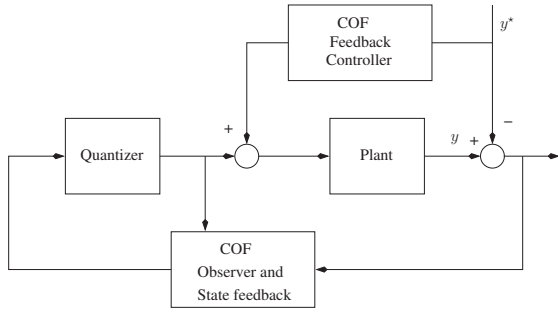 COF
Feedback
Controller
y⋆
+
−
Quantizer
Plant
y
+
COF
Observer and
State feedback